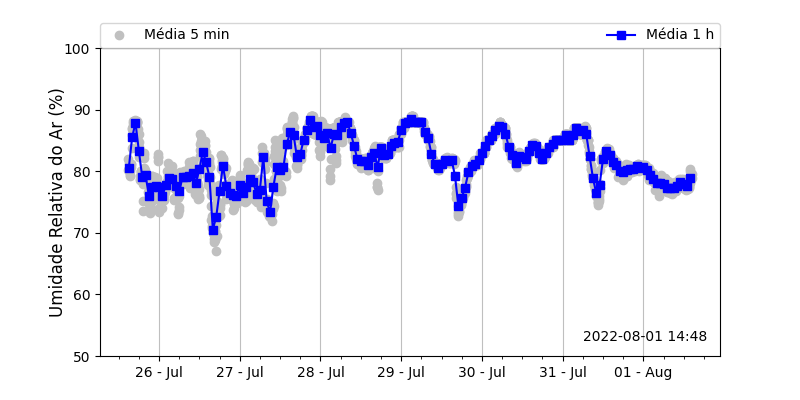 Média 5 min
Média 1 h
Umidade Relativa do Ar (%)
100
90
80
70
60
50
2022-08-01 14:48
26 - Jul
27 - Jul
28 - Jul
29 - Jul
30 - Jul
31 - Jul
01 - Aug